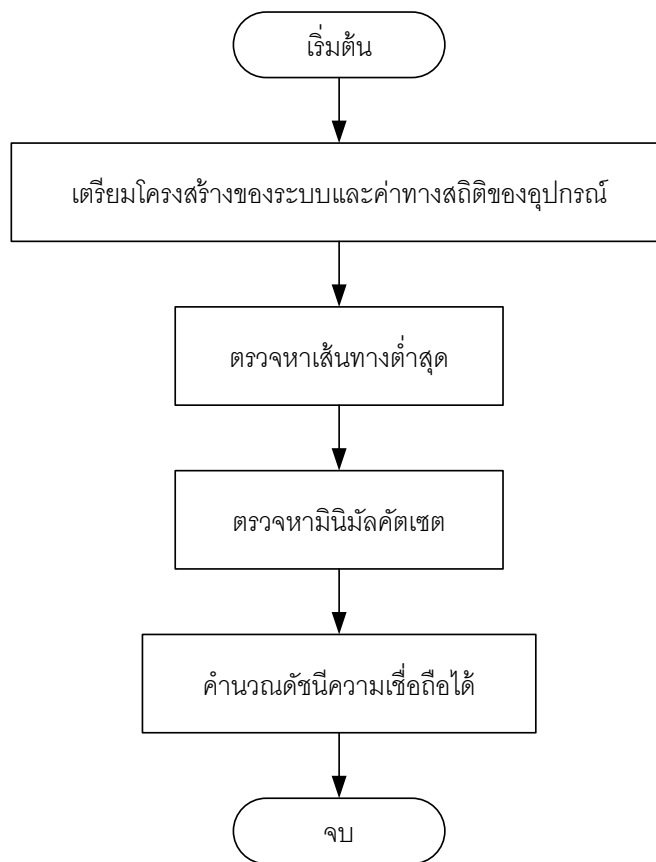 เริ่มต้น
เตรียมโครงสร้างของระบบและค่าทางสถิติของอุปกรณ์
ตรวจหาเส้นทางต่ำสุด
ตรวจหามินิมัลคัตเซต
คำนวณดัชนีความเชื่อถือได้
จบ